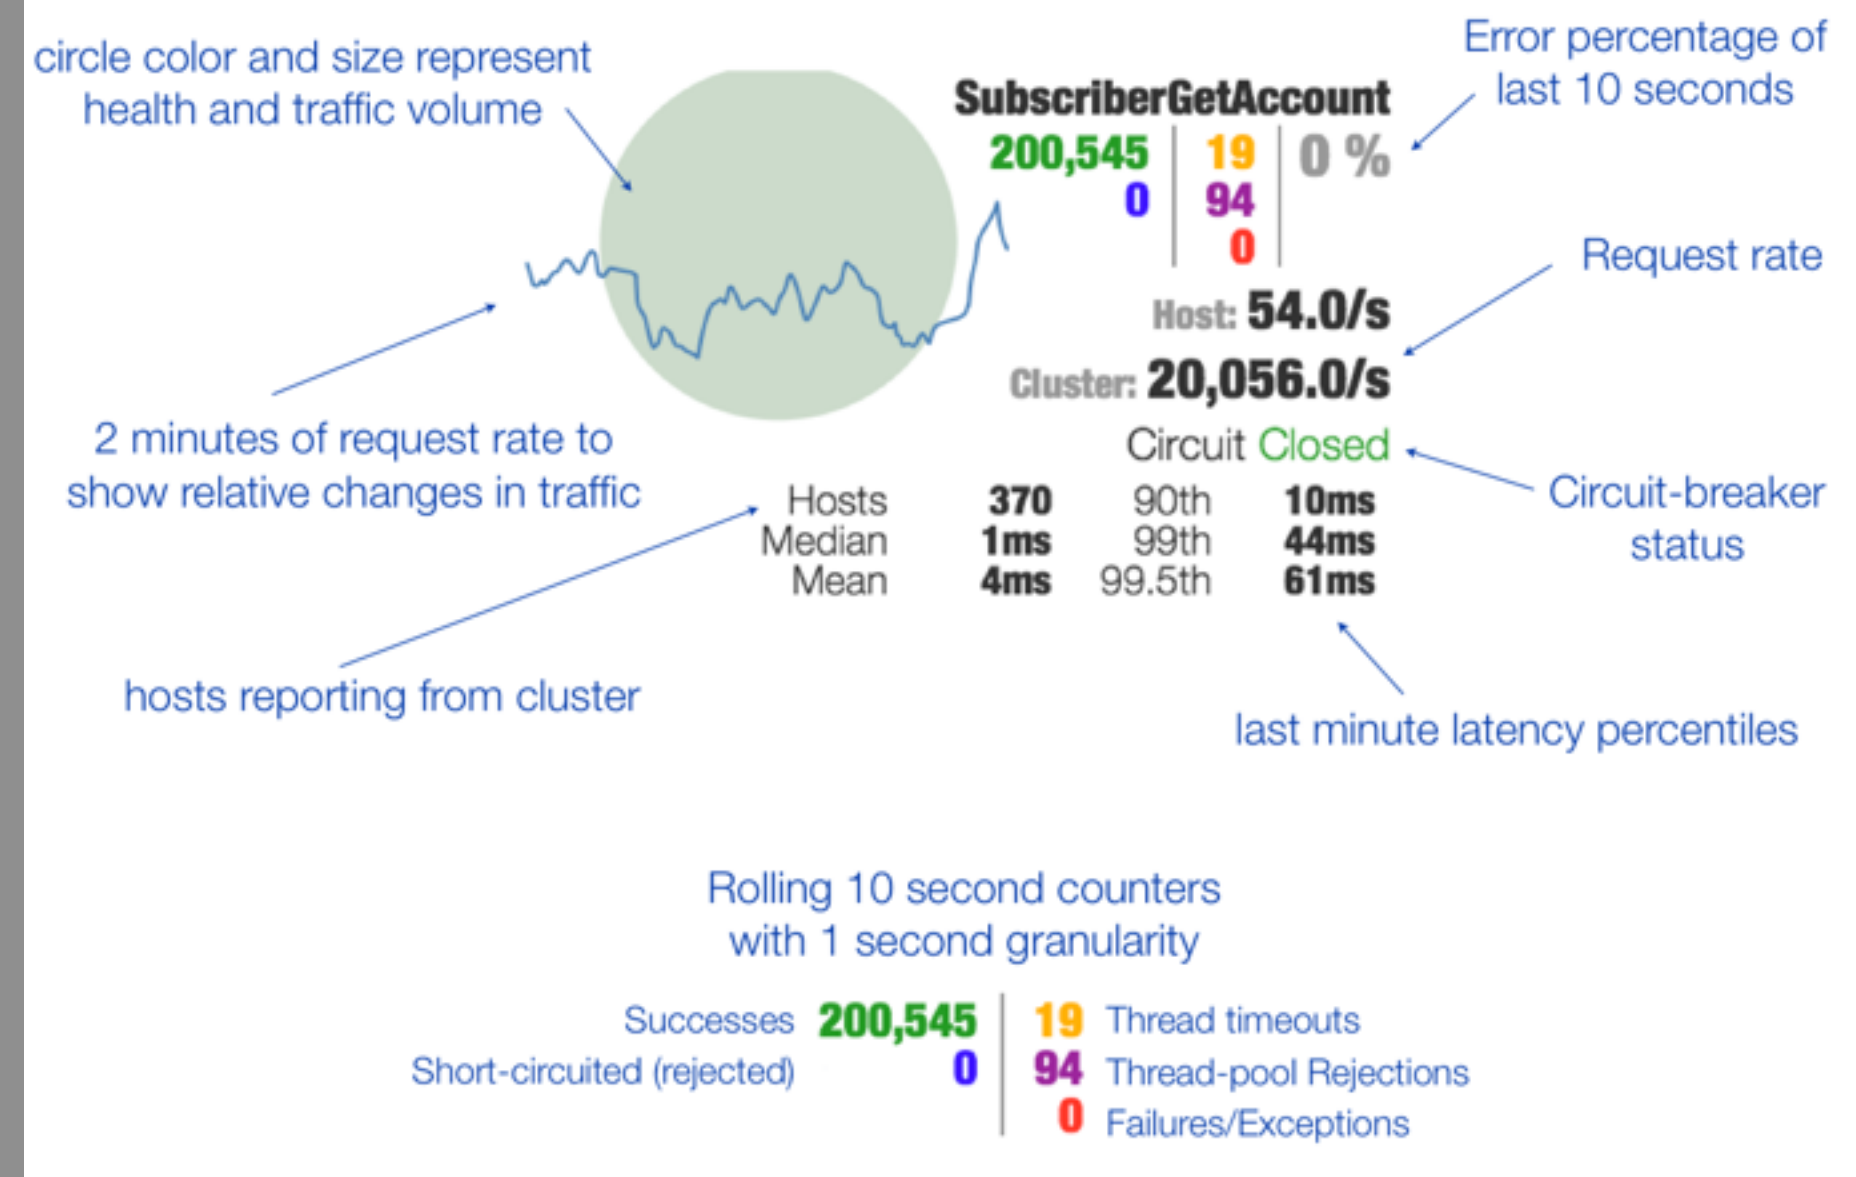 circle color and size represent
health and traffic volume
Error percentage of
last 10 seconds
SubscriberGetAccount
200,545 19 0 %
0 94
0
Request rate
Host: 54.0/s
Cluster: 20,056.0/s
Circuit Closed
2 minutes of request rate to
show relative changes in traffic
Circuit-breaker
status
Hosts 370 90th 10ms
Median 1ms 99th 44ms
Mean 4ms 99.5th 61ms
hosts reporting from cluster
last minute latency percentiles
Rolling 10 second counters
with 1 second granularity
Successes 200,545 19 Thread timeouts
Short-circuited (rejected) 0 94 Thread-pool Rejections
0 Failures/Exceptions